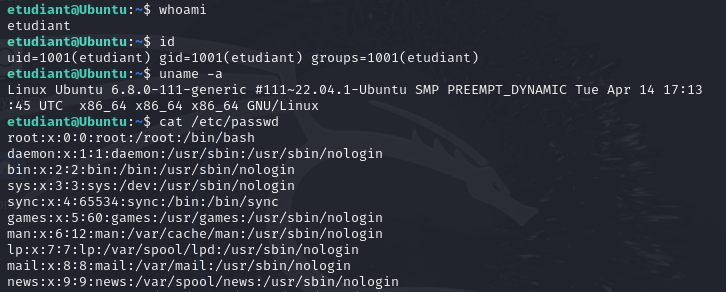 etudiant@Ubuntu:~$ whoami
etudiant
etudiant@Ubuntu:~$ id
uid=1001(etudiant) gid=1001(etudiant) groups=1001(etudiant)
etudiant@Ubuntu:~$ uname -a
Linux Ubuntu 6.8.0-111-generic #111~22.04.1-Ubuntu SMP PREEMPT_DYNAMIC Tue Apr 14 17:13
:45 UTC  x86_64 x86_64 x86_64 GNU/Linux
etudiant@Ubuntu:~$ cat /etc/passwd
root:x:0:0:root:/root:/bin/bash
daemon:x:1:1:daemon:/usr/sbin:/usr/sbin/nologin
bin:x:2:2:bin:/bin:/usr/sbin/nologin
sys:x:3:3:sys:/dev:/usr/sbin/nologin
sync:x:4:65534:sync:/bin:/bin/sync
games:x:5:60:games:/usr/games:/usr/sbin/nologin
man:x:6:12:man:/var/cache/man:/usr/sbin/nologin
lp:x:7:7:lp:/var/spool/lpd:/usr/sbin/nologin
mail:x:8:8:mail:/var/mail:/usr/sbin/nologin
news:x:9:9:news:/var/spool/news:/usr/sbin/nologin